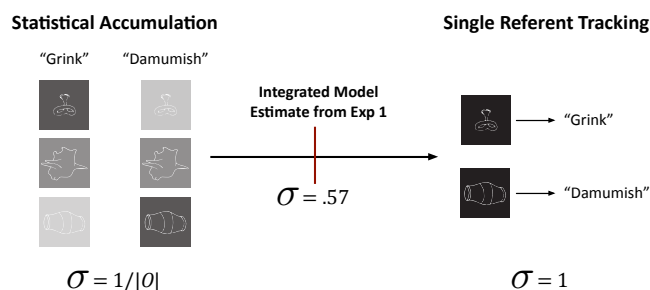 Statistical Accumulation
Single Referent Tracking
“Grink” “Damumish”
Integrated Model
Estimate from Exp 1
“Grink”
“Damumish”
σ = .57
σ = 1/|O|
σ = 1